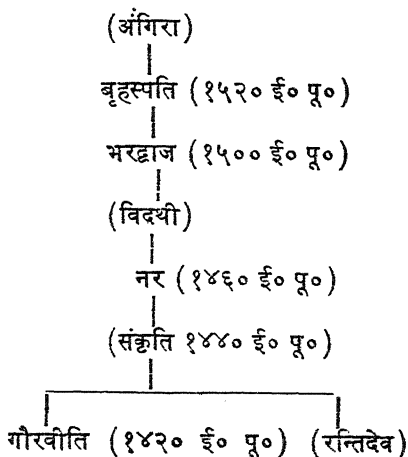 (अंगिरा)
बृहस्पति (१५२० ई० पू०)
भरद्वाज (१५०० ई० पू०)
(विदथी)
नर (१४६० ई० पू०)
(संकृति १४४० ई० पू०)
गौरवीति (१४२० ई० पू०) (रन्तिदेव)